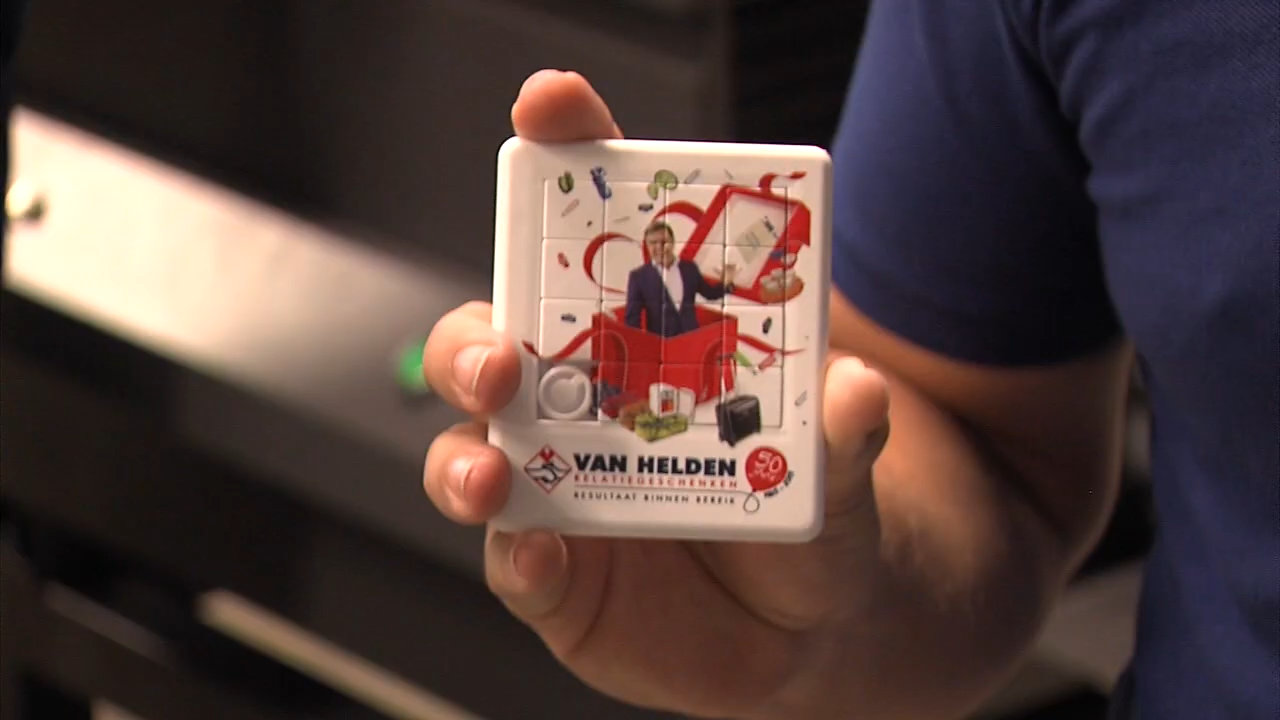 VAN HELDEN
RELATIEGESCHENKEN
RESULTAAT BINNEN BEREIK
50